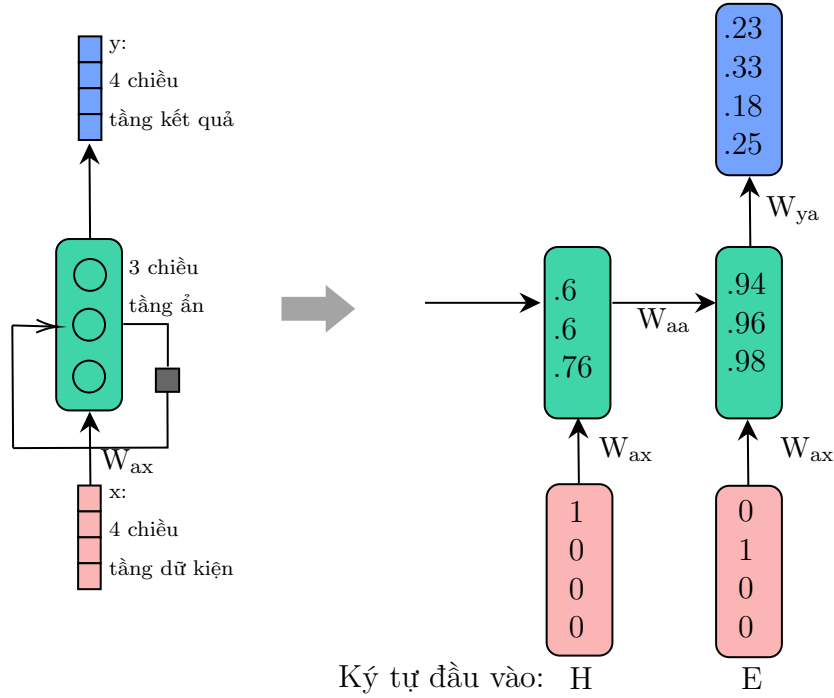 y:
4 chiều
tầng kết quả
3 chiều
tầng ẩn
W_ax
x:
4 chiều
tầng dữ kiện
.23
.33
.18
.25
W_ya
.6
.6
.76
W_aa
.94
.96
.98
W_ax
W_ax
1
0
0
0
0
1
0
0
Ký tự đầu vào: H E